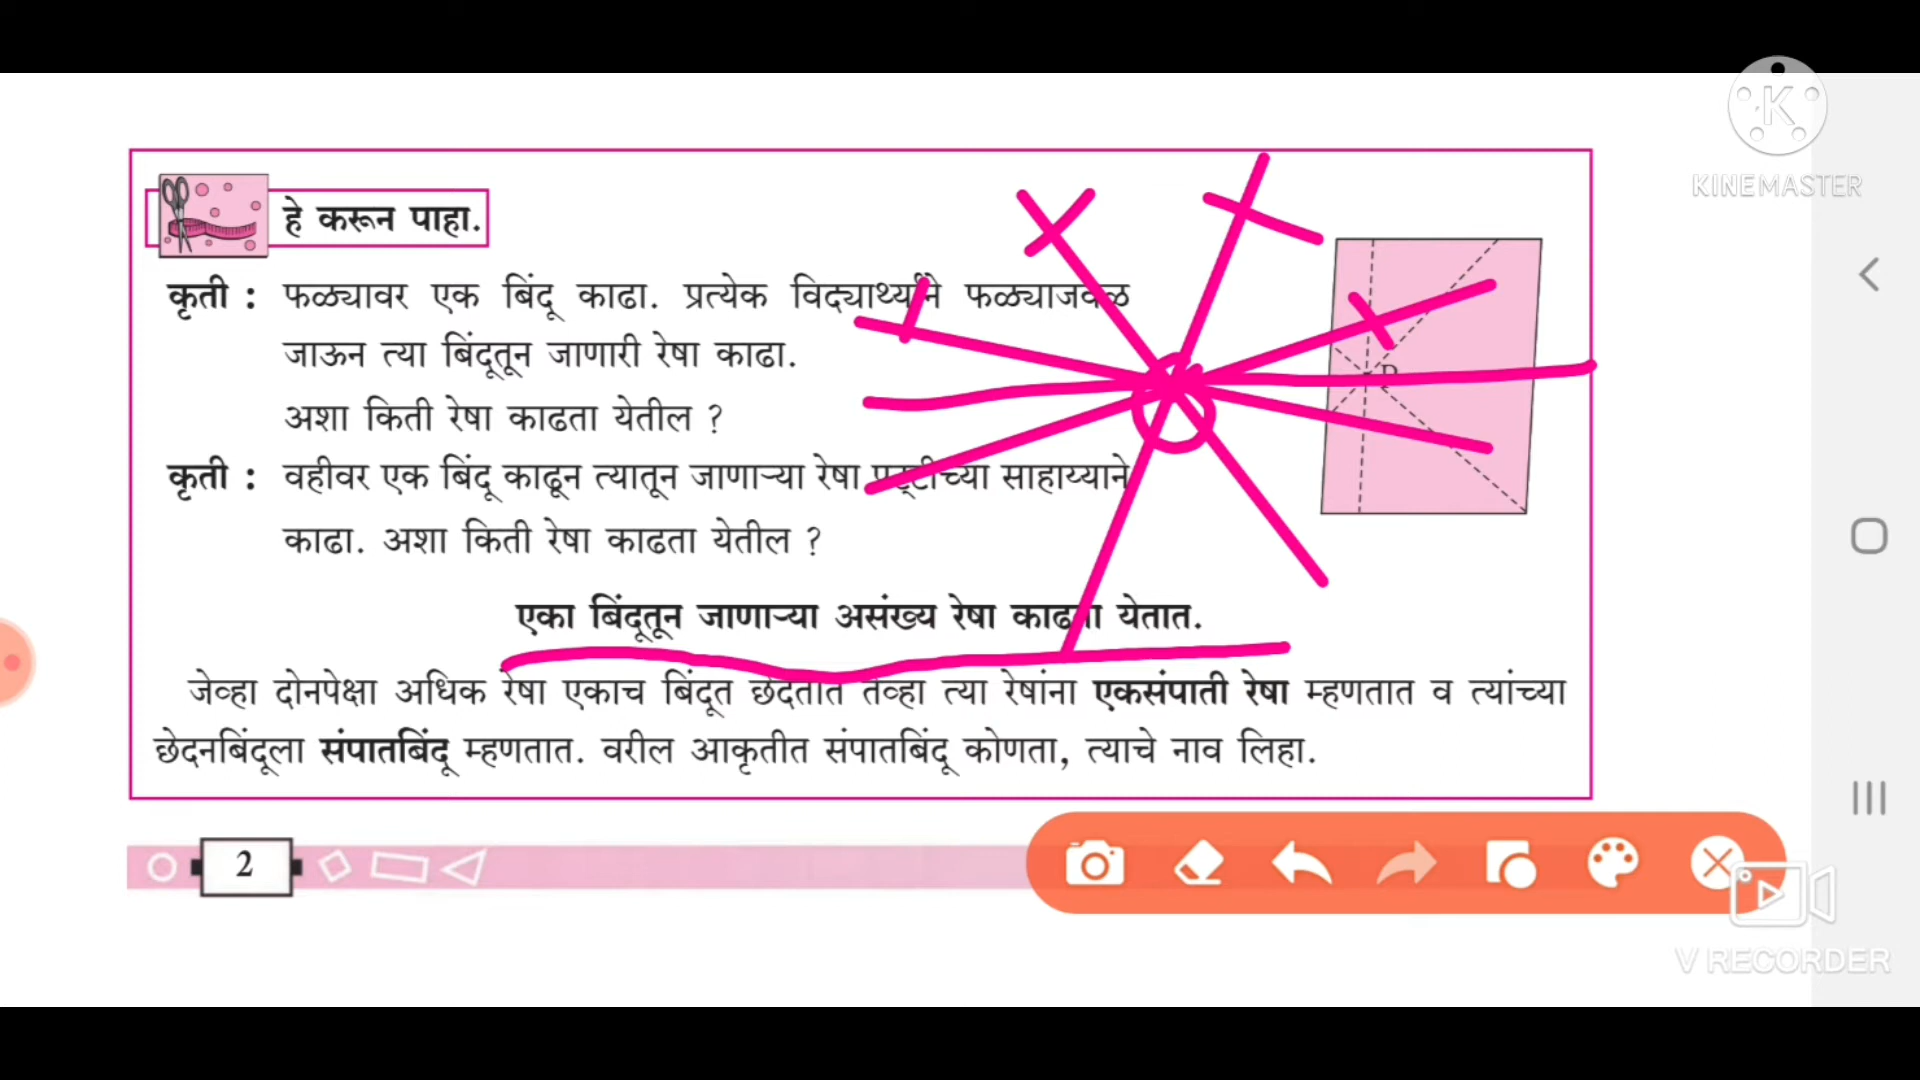 KINEMASTER
हे करून पाहा.
कृती : फळ्यावर एक बिंदू काढा. प्रत्येक विद्यार्थ्याने फळ्याजवळ
जाऊन त्या बिंदूतून जाणारी रेषा काढा.
अशा किती रेषा काढता येतील ?
कृती : वहीवर एक बिंदू काढून त्यातून जाणाऱ्या रेषा पट्टीच्या साहाय्याने
काढा. अशा किती रेषा काढता येतील ?
एका बिंदूतून जाणाऱ्या असंख्य रेषा काढता येतात.
जेव्हा दोनपेक्षा अधिक रेषा एकाच बिंदूत छेदतात तेव्हा त्या रेषांना एकसंपाती रेषा म्हणतात व त्यांच्या
छेदनबिंदूला संपातबिंदू म्हणतात. वरील आकृतीत संपातबिंदू कोणता, त्याचे नाव लिहा.
2
V RECORDER